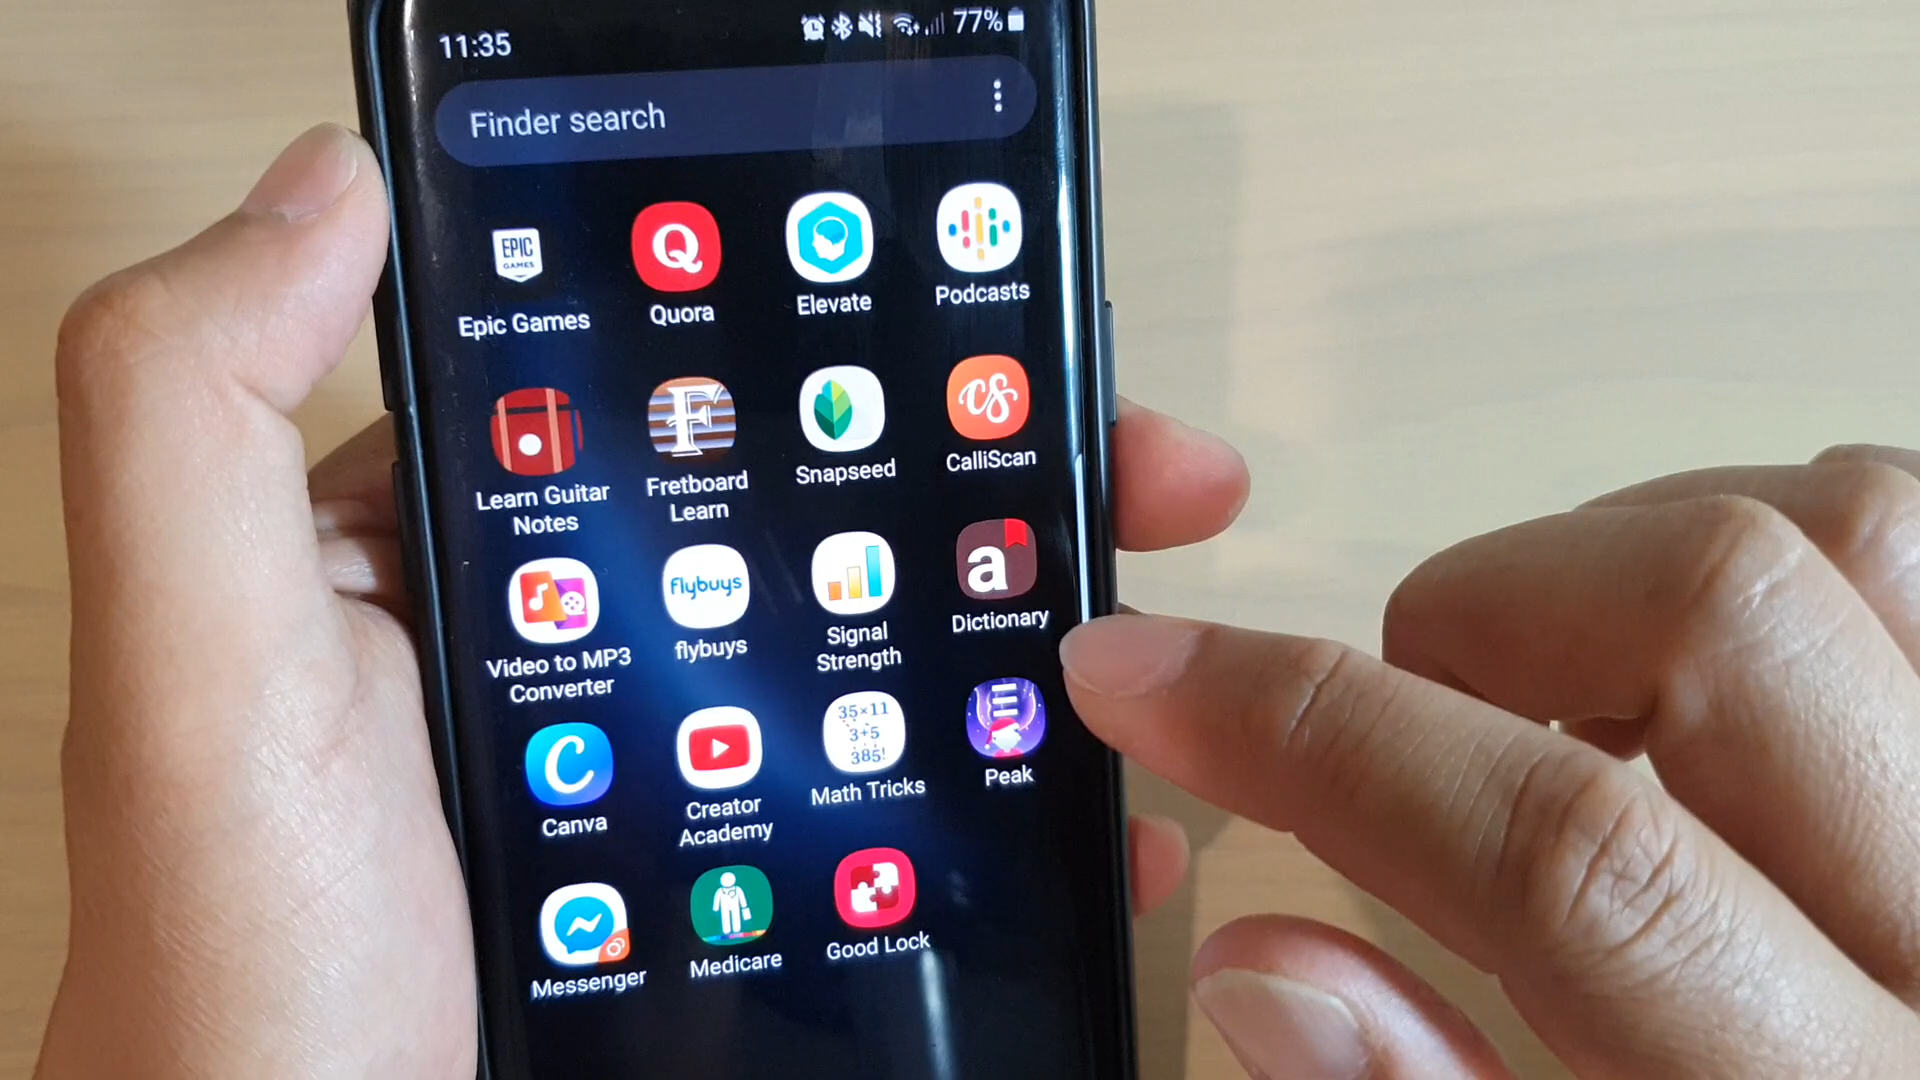 11:35
77%
Finder search
EPIC
GAMES
Epic Games
Q
Quora
Elevate
Podcasts
Learn Guitar
Notes
F
Fretboard
Learn
Snapseed
cs
CalliScan
Video to MP3
Converter
flybuys
flybuys
Signal
Strength
a
Dictionary
C
Canva
Creator
Academy
35×11
3+5
385!
Math Tricks
Peak
Messenger
Medicare
Good Lock